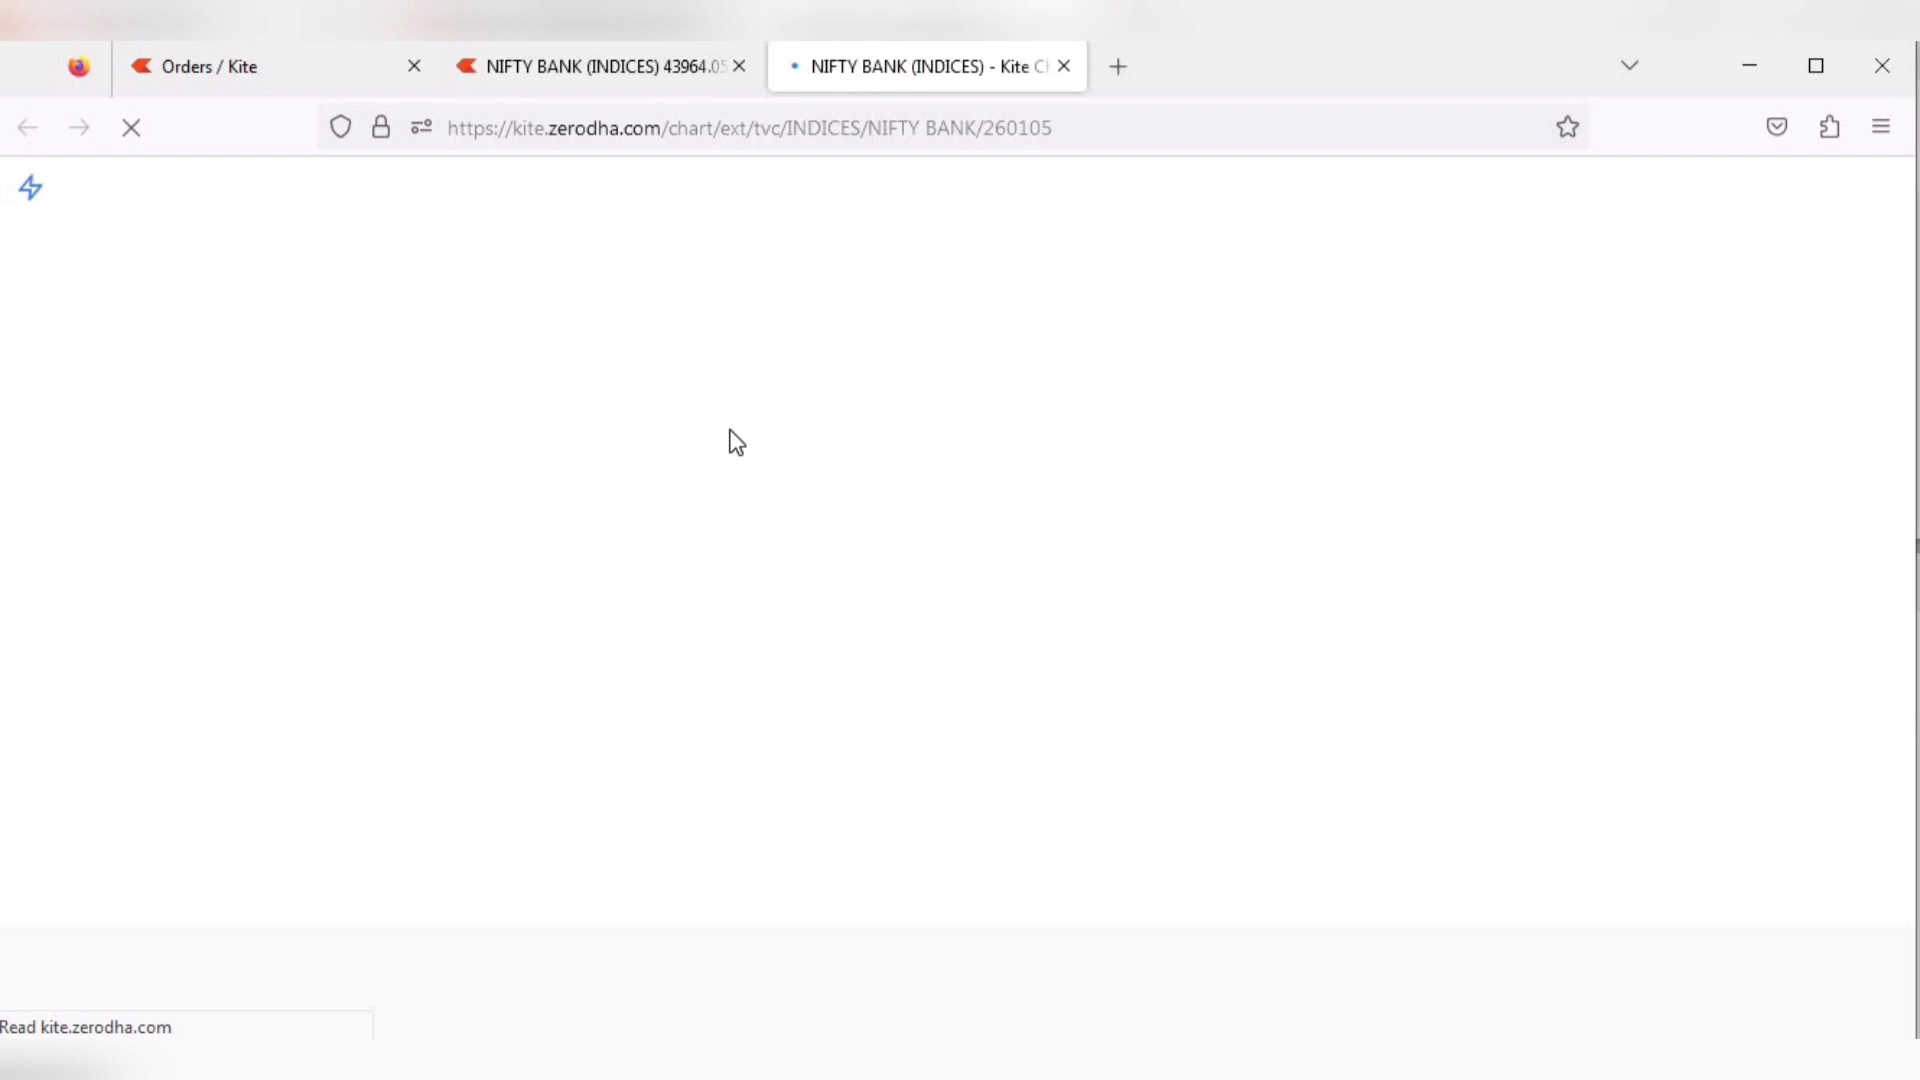 Orders / Kite
NIFTY BANK (INDICES) 43964.05
NIFTY BANK (INDICES) - Kite C
https://kite.zerodha.com/chart/ext/tvc/INDICES/NIFTY BANK/260105
Read kite.zerodha.com